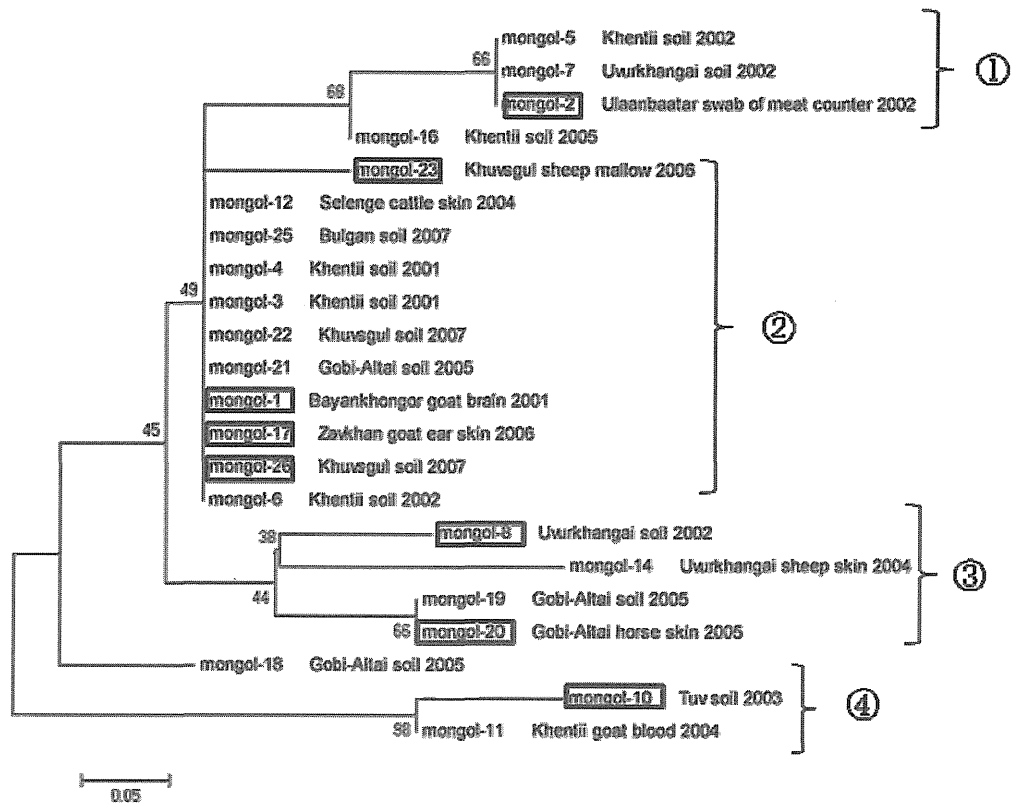 mongol-5 Khentii soil 2002
66
mongol-7 Uvurkhangai soil 2002
①
68
mongol-2 Ulaanbaatar swab of meat counter 2002
mongol-16 Khentii soil 2005
mongol-23 Khuvsgul sheep mallow 2006
mongol-12 Selenge cattle skin 2004
mongol-25 Bulgan soil 2007
mongol-4 Khentii soil 2001
49
mongol-3 Khentii soil 2001
②
mongol-22 Khuvsgul soil 2007
mongol-21 Gobi-Altai soil 2005
mongol-1 Bayankhongor goat brain 2001
45
mongol-17 Zavkhan goat ear skin 2006
mongol-26 Khuvsgul soil 2007
mongol-6 Khentii soil 2002
38
mongol-8 Uvurkhangai soil 2002
mongol-14 Uvurkhangai sheep skin 2004
③
44
mongol-19 Gobi-Altai soil 2005
66
mongol-20 Gobi-Altai horse skin 2005
mongol-18 Gobi-Altai soil 2005
mongol-10 Tuv soil 2003
④
98
mongol-11 Khentii goat blood 2004
0.05